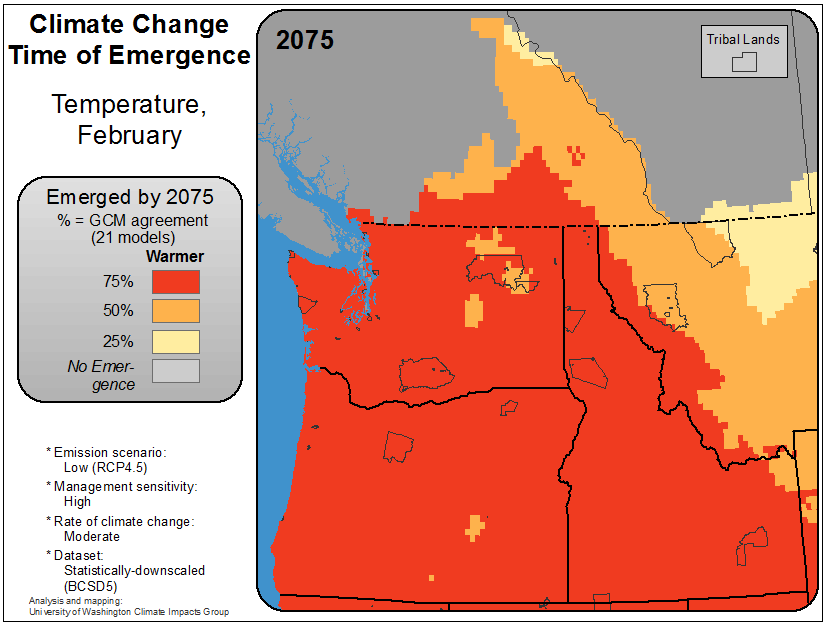 Climate Change
Time of Emergence
Temperature,
February
Emerged by 2075
% = GCM agreement
(21 models)
Warmer
75%
50%
25%
No Emer-
gence
* Emission scenario:
Low (RCP4.5)
* Management sensitivity:
High
* Rate of climate change:
Moderate
* Dataset:
Statistically-downscaled
(BCSD5)
Analysis and mapping:
University of Washington Climate Impacts Group
2075
Tribal Lands